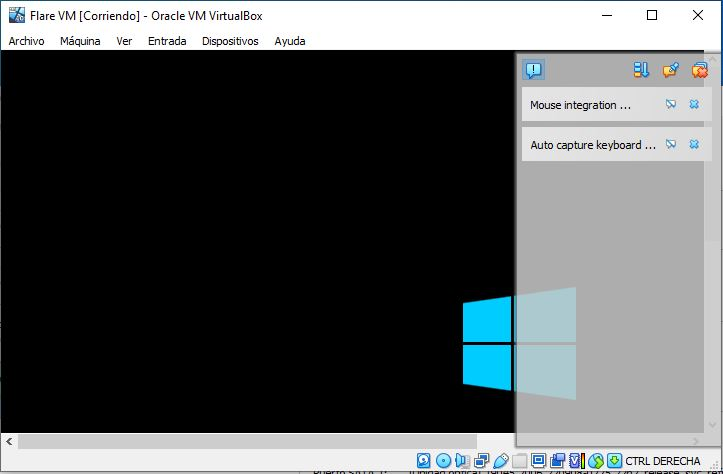 Flare VM [Corriendo] - Oracle VM VirtualBox
Archivo Máquina Ver Entrada Dispositivos Ayuda
Mouse integration ...
Auto capture keyboard ...
CTRL DERECHA